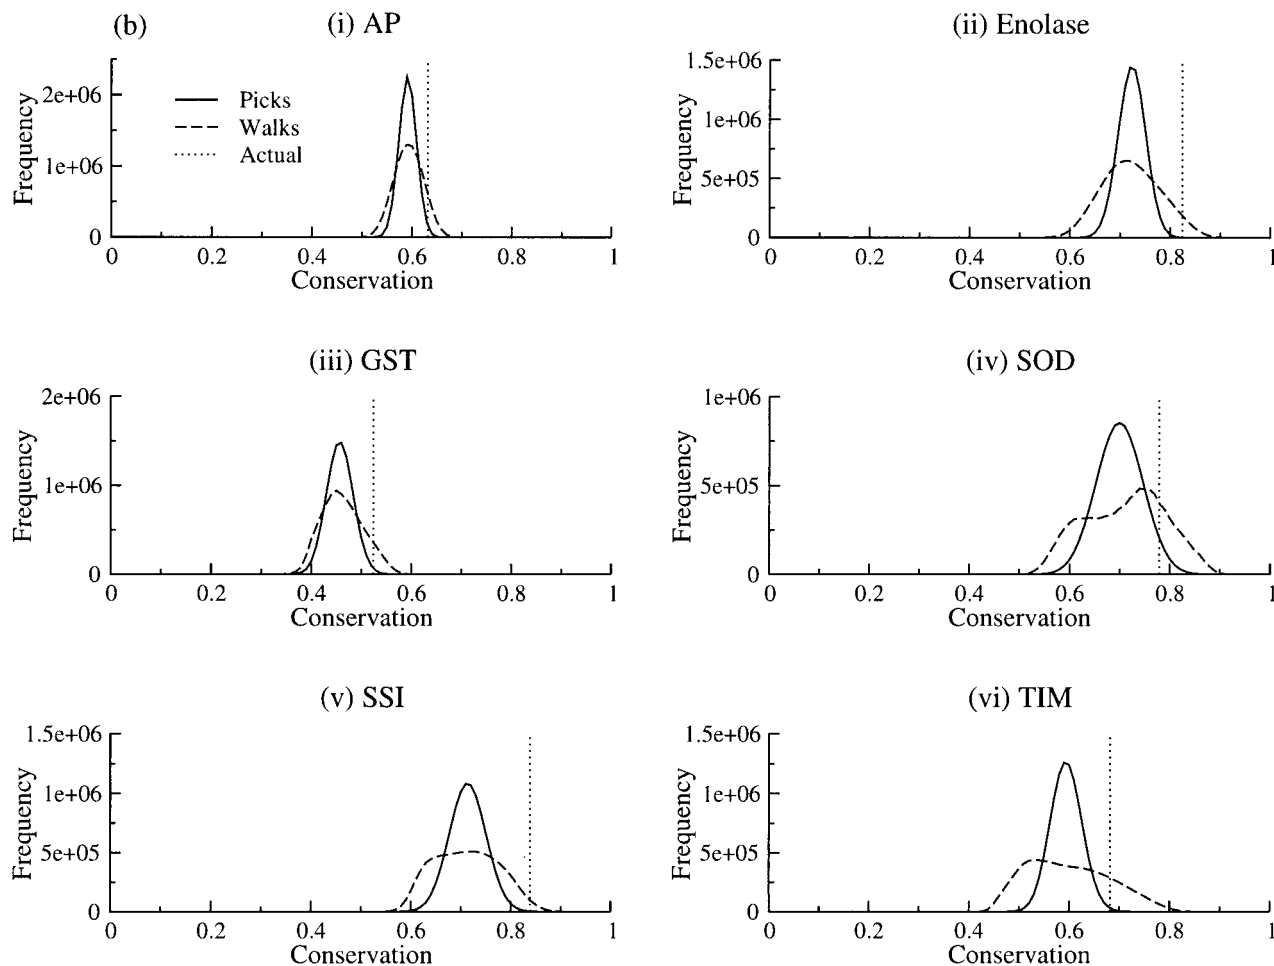 (b)
(i) AP
Frequency
2e+06
1e+06
0
Picks
Walks
Actual
0 0.2 0.4 0.6 0.8 1
Conservation
(ii) Enolase
Frequency
1.5e+06
1e+06
5e+05
0
0 0.2 0.4 0.6 0.8 1
Conservation
(iii) GST
Frequency
2e+06
1e+06
0
0 0.2 0.4 0.6 0.8 1
Conservation
(iv) SOD
Frequency
1e+06
5e+05
0
0 0.2 0.4 0.6 0.8 1
Conservation
(v) SSI
Frequency
1.5e+06
1e+06
5e+05
0
0 0.2 0.4 0.6 0.8 1
Conservation
(vi) TIM
Frequency
1.5e+06
1e+06
5e+05
0
0 0.2 0.4 0.6 0.8 1
Conservation